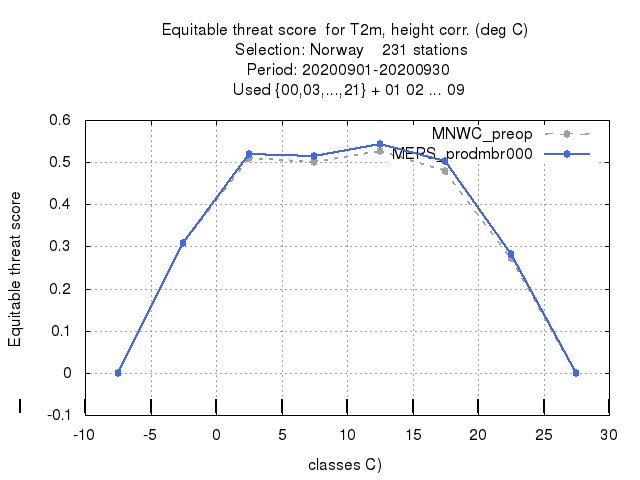 Equitable threat score for T2m, height corr. (deg C)
Selection: Norway 231 stations
Period: 20200901-20200930
Used {00,03,...,21} + 01 02 ... 09
MNWC_preop
MEPS_prodmbr000
0.6
0.5
0.4
0.3
0.2
0.1
0
-0.1
Equitable threat score
-10 -5 0 5 10 15 20 25 30
classes C)